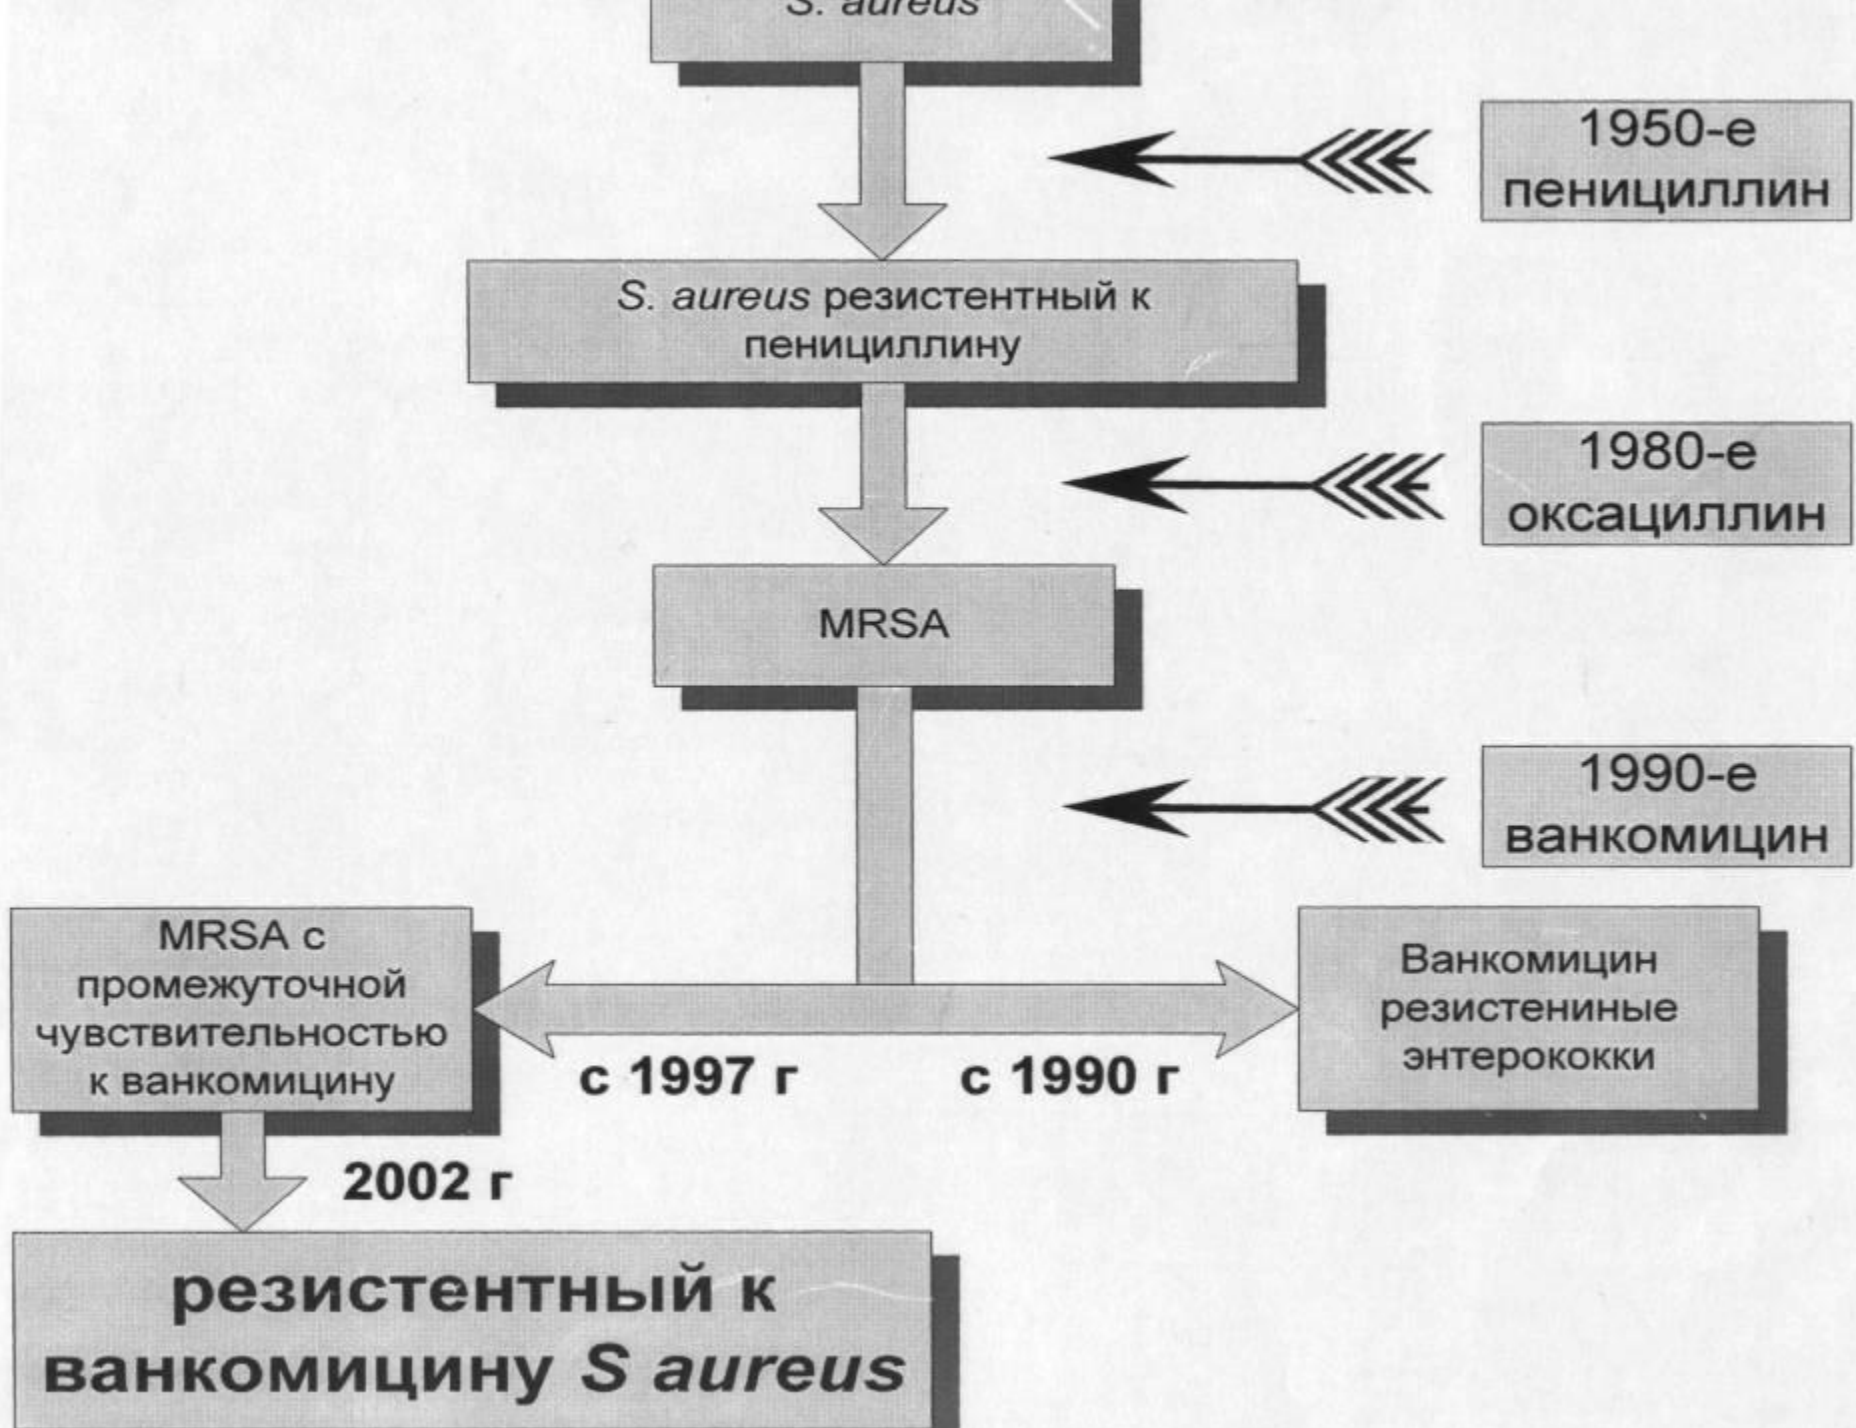 S. aureus
1950-е
пенициллин
S. aureus резистентный к
пенициллину
1980-е
оксациллин
MRSA
1990-е
ванкомицин
MRSA с
промежуточной
чувствительностью
к ванкомицину
Ванкомицин
резистениные
энтерококки
с 1997 г
с 1990 г
2002 г
резистентный к
ванкомицину S aureus